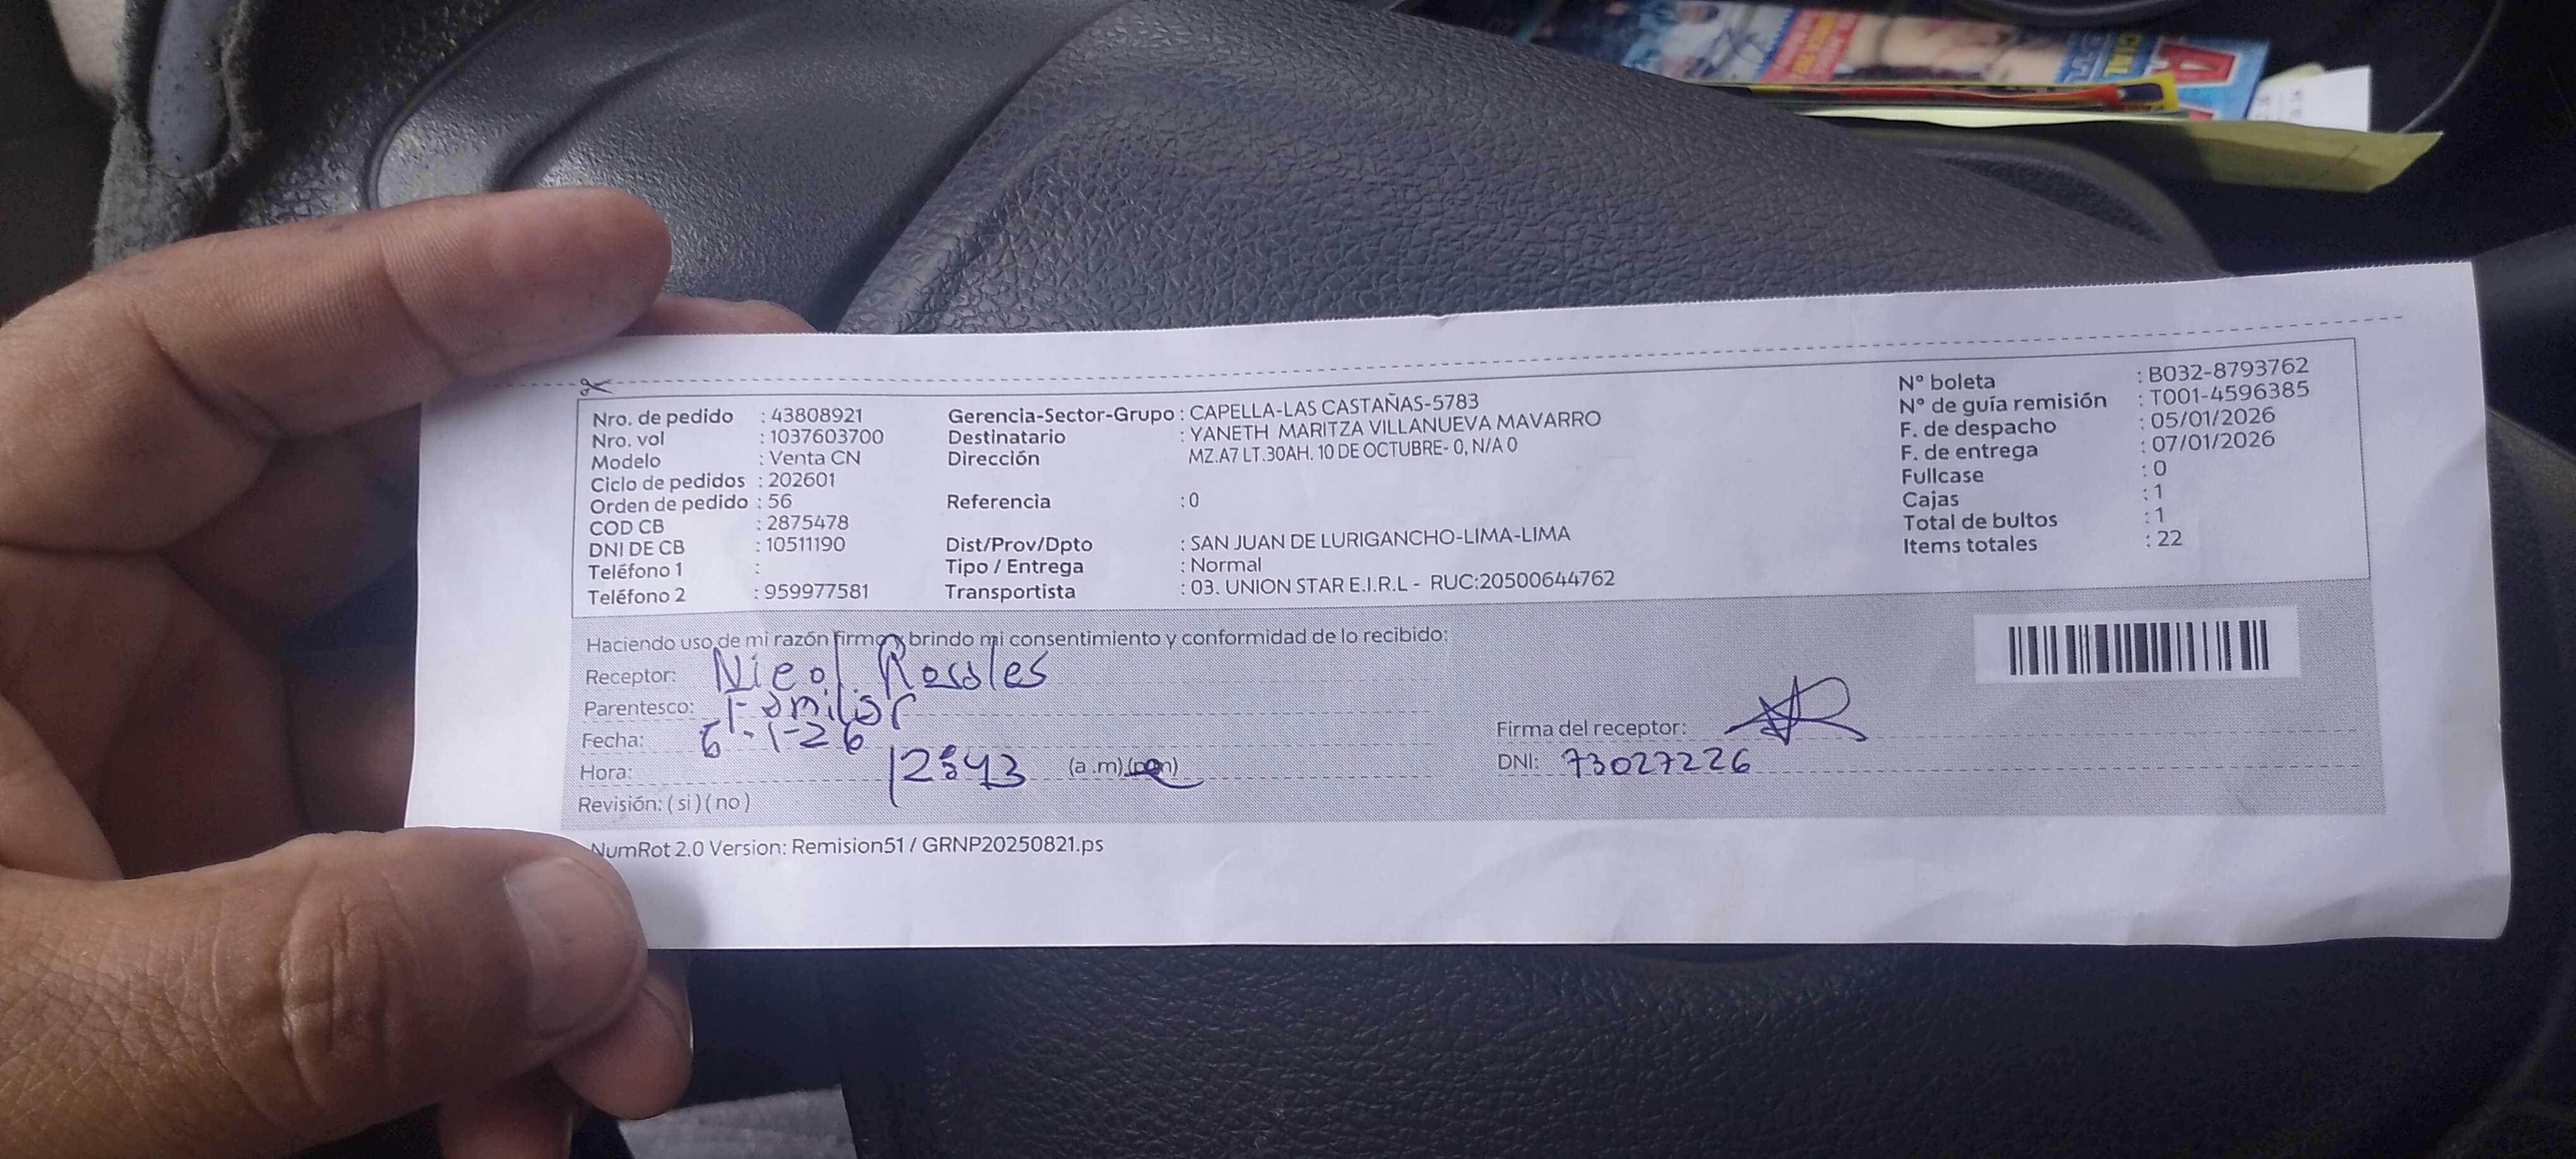 Nro. de pedido : 43808921
Nro. vol : 1037603700
Modelo : Venta CN
Ciclo de pedidos : 202601
Orden de pedido : 56
COD CB : 2875478
DNI DE CB : 10511190
Teléfono 1 :
Teléfono 2 : 959977581
Gerencia-Sector-Grupo : CAPELLA-LAS CASTAÑAS-5783
Destinatario : YANETH MARITZA VILLANUEVA MAVARRO
Dirección MZ.A7 LT.30AH. 10 DE OCTUBRE- 0, N/A 0
Referencia : 0
Dist/Prov/Dpto : SAN JUAN DE LURIGANCHO-LIMA-LIMA
Tipo / Entrega : Normal
Transportista : 03. UNION STAR E.I.R.L - RUC:20500644762
N° boleta : B032-8793762
N° de guía remisión : T001-4596385
F. de despacho : 05/01/2026
F. de entrega : 07/01/2026
Fullcase : 0
Cajas : 1
Total de bultos : 1
Items totales : 22
Haciendo uso de mi razón firmo y brindo mi consentimiento y conformidad de lo recibido:
Receptor: Nicol Rosales
Parentesco: Familiar
Fecha: 6-1-26
Hora: 12:43 (a.m) (pm)
Revisión: ( si ) ( no )
Firma del receptor:
DNI: 73027226
NumRot 2.0 Version: Remision51 / GRNP20250821.ps